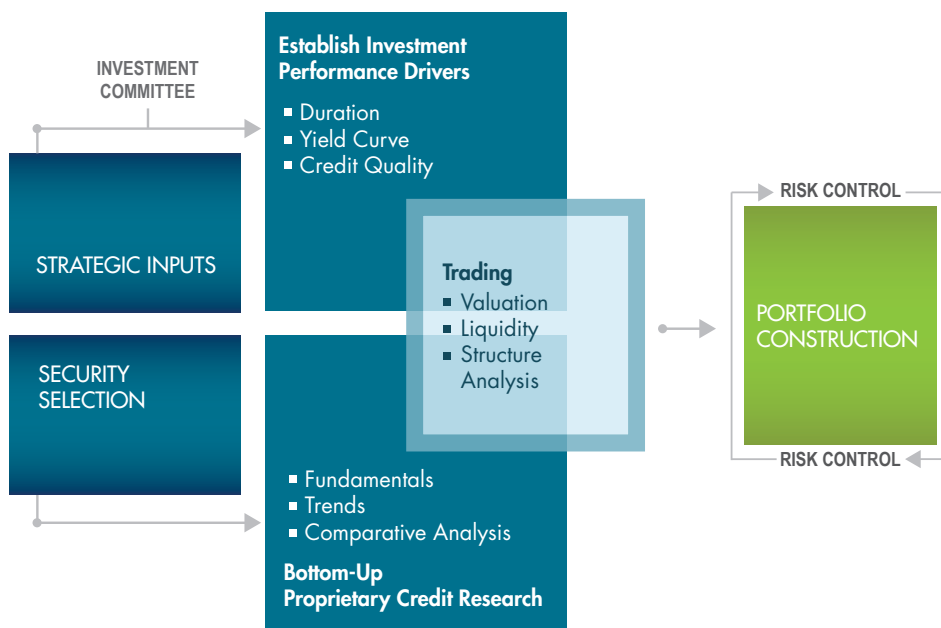 INVESTMENT
COMMITTEE
STRATEGIC INPUTS
SECURITY
SELECTION
Establish Investment
Performance Drivers
▪ Duration
▪ Yield Curve
▪ Credit Quality
Trading
▪ Valuation
▪ Liquidity
▪ Structure
Analysis
▪ Fundamentals
▪ Trends
▪ Comparative Analysis
Bottom-Up
Proprietary Credit Research
RISK CONTROL
PORTFOLIO
CONSTRUCTION
RISK CONTROL